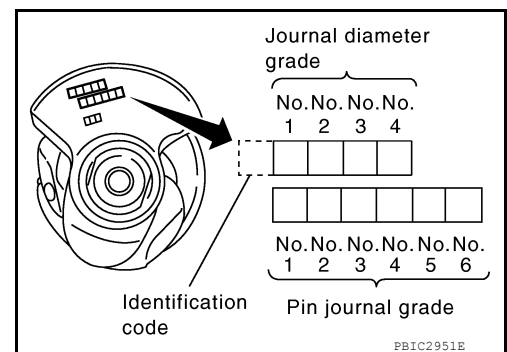 Journal diameter
grade
No. No. No. No.
1 2 3 4
No. No. No. No. No. No.
1 2 3 4 5 6
Identification
code
Pin journal grade
PBIC2951E